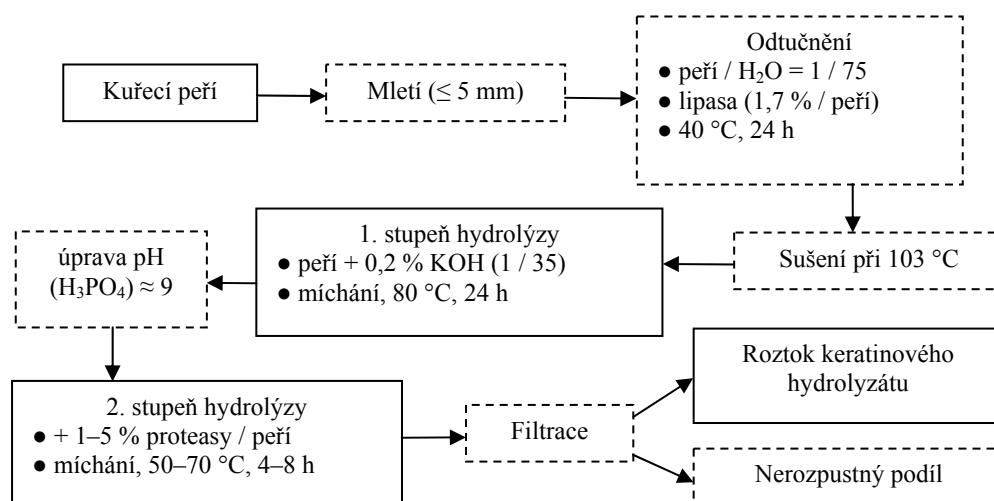 Kuřecí peří
Mletí (≤ 5 mm)
Odtučnění
● peří / H₂O = 1 / 75
● lipasa (1,7 % / peří)
● 40 °C, 24 h
Sušení při 103 °C
1. stupeň hydrolýzy
● peří + 0,2 % KOH (1 / 35)
● míchání, 80 °C, 24 h
úprava pH
(H₃PO₄) ≈ 9
2. stupeň hydrolýzy
● + 1–5 % proteasy / peří
● míchání, 50–70 °C, 4–8 h
Filtrace
Roztok keratinového
hydrolyzátu
Nerozpustný podíl